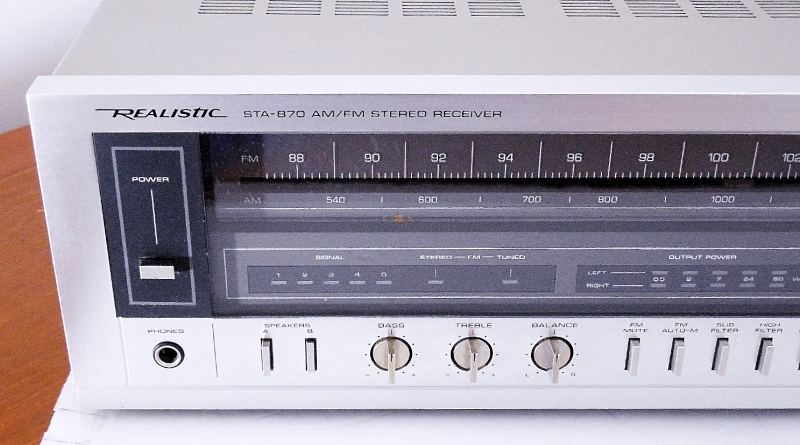 REALISTIC STA-870 AM/FM STEREO RECEIVER
POWER
FM 88 90 92 94 96 98 100 102
AM 540 600 700 800 1000
SIGNAL STEREO FM TUNED OUTPUT POWER
1 2 3 4 5
LEFT 2 7 24 80
RIGHT
PHONES
SPEAKERS
A B
BASS TREBLE BALANCE
FM MUTE
FM AUTO-M
SUB FILTER
HIGH FILTER
L R